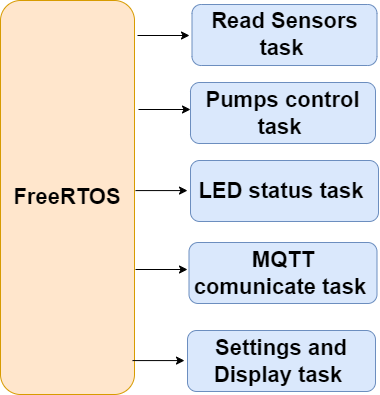 Read Sensors
task
Pumps control
task
FreeRTOS
LED status task
MQTT
comunicate task
Settings and
Display task